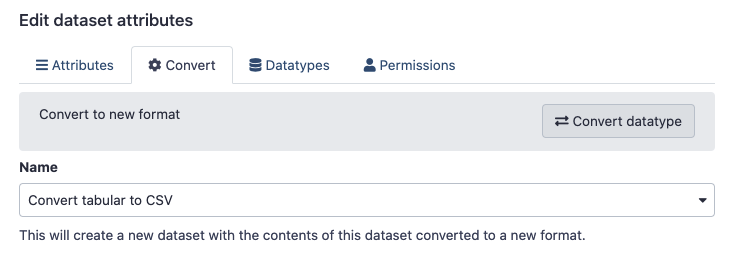 Edit dataset attributes
Attributes Convert Datatypes Permissions
Convert to new format Convert datatype
Name
Convert tabular to CSV
This will create a new dataset with the contents of this dataset converted to a new format.